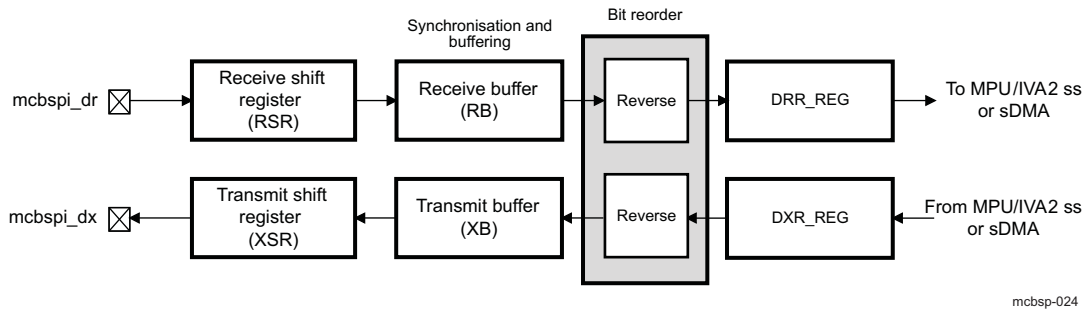 Bit reorder
Synchronisation and
buffering
mcbspi_dr
Receive shift
register
(RSR)
Receive buffer
(RB)
Reverse
DRR_REG
To MPU/IVA2 ss
or sDMA
mcbspi_dx
Transmit shift
register
(XSR)
Transmit buffer
(XB)
Reverse
DXR_REG
From MPU/IVA2 ss
or sDMA
mcbsp-024